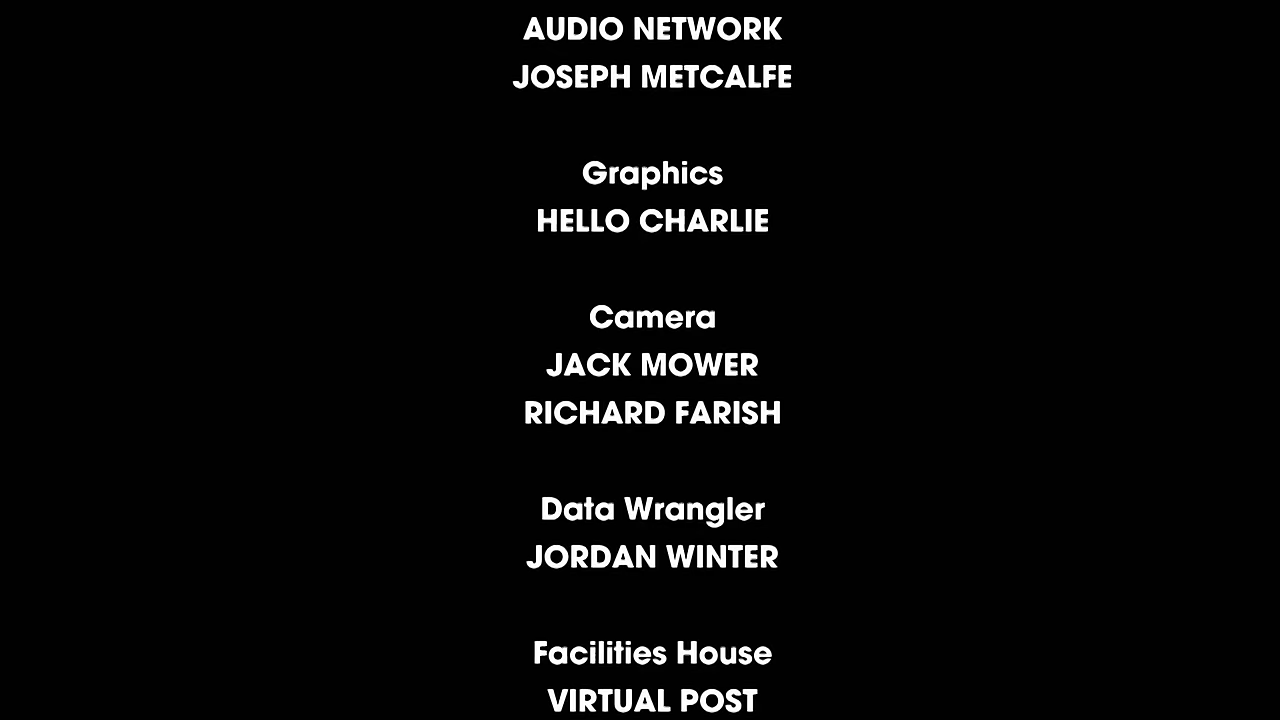 AUDIO NETWORK
JOSEPH METCALFE
Graphics
HELLO CHARLIE
Camera
JACK MOWER
RICHARD FARISH
Data Wrangler
JORDAN WINTER
Facilities House
VIRTUAL POST